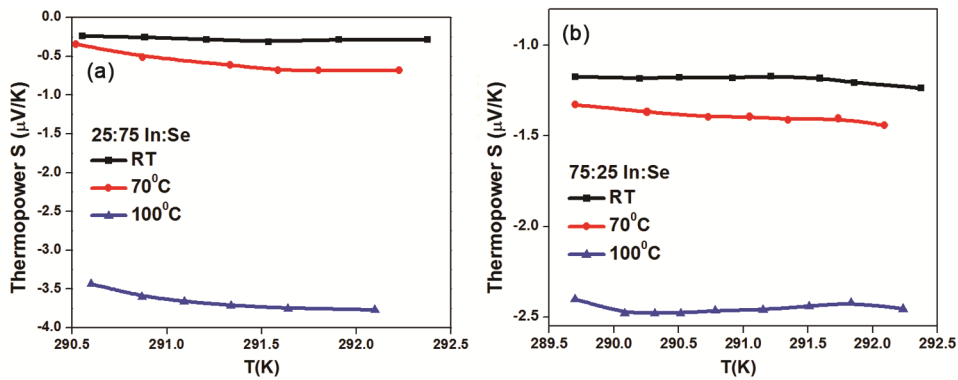 0.0
-0.5
-1.0
-1.5
-2.0
-2.5
-3.0
-3.5
-4.0
Thermopower S (μV/K)
(a)
25:75 In:Se
RT
70⁰C
100⁰C
290.5 291.0 291.5 292.0 292.5
T(K)
-1.0
-1.5
-2.0
-2.5
Thermopower S (μV/K)
(b)
75:25 In:Se
RT
70⁰C
100⁰C
289.5 290.0 290.5 291.0 291.5 292.0 292.5
T(K)